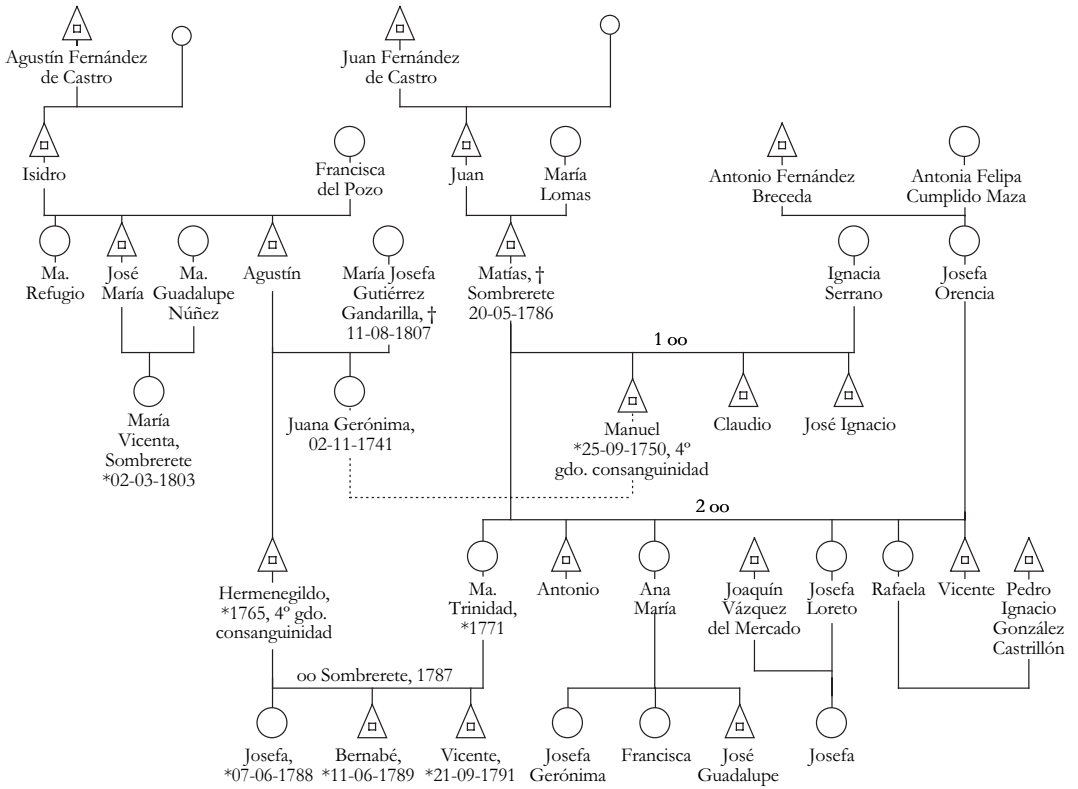 Agustín Fernández
de Castro
Juan Fernández
de Castro
Isidro
Francisca
del Pozo
Juan
María
Lomas
Antonio Fernández
Breceda
Antonia Felipa
Cumplido Maza
Ma.
Refugio
José
María
Ma.
Guadalupe
Núñez
Agustín
María Josefa
Gutiérrez
Gandarilla, †
11-08-1807
Matías, †
Sombrerete
20-05-1786
Ignacia
Serrano
Josefa
Orencia
1 oo
María
Vicenta,
Sombrerete
*02-03-1803
Juana Gerónima,
02-11-1741
Manuel
*25-09-1750, 4º
gdo. consanguinidad
Claudio
José Ignacio
2 oo
Hermenegildo,
*1765, 4º gdo.
consanguinidad
Ma.
Trinidad,
*1771
Antonio
Ana
María
Joaquín
Vázquez
del Mercado
Josefa
Loreto
Rafaela
Vicente
Pedro
Ignacio
González
Castrillón
oo Sombrerete, 1787
Josefa,
*07-06-1788
Bernabé,
*11-06-1789
Vicente,
*21-09-1791
Josefa
Gerónima
Francisca
José
Guadalupe
Josefa